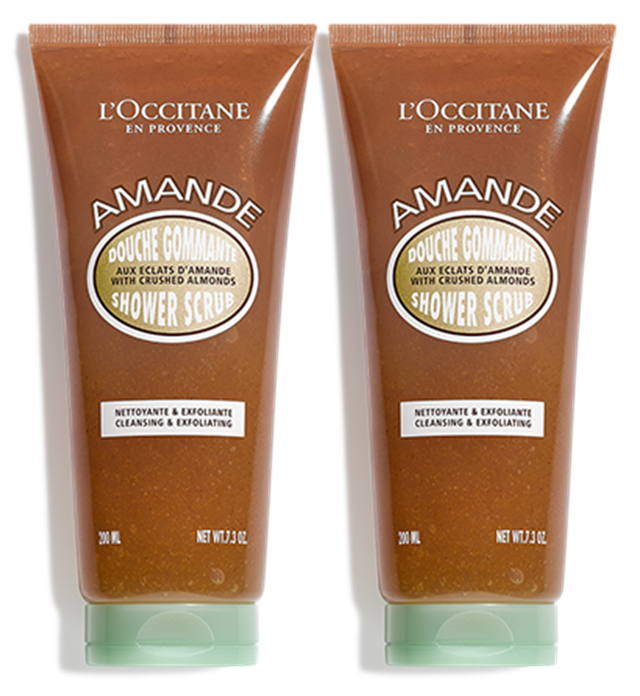 L'OCCITANE
EN PROVENCE
AMANDE
DOUCHE GOMMANTE
AUX ECLATS D'AMANDE
WITH CRUSHED ALMONDS
SHOWER SCRUB
NETTOYANTE & EXFOLIANTE
CLEANSING & EXFOLIATING
200 ML NET WT.7.3 OZ.
L'OCCITANE
EN PROVENCE
AMANDE
DOUCHE GOMMANTE
AUX ECLATS D'AMANDE
WITH CRUSHED ALMONDS
SHOWER SCRUB
NETTOYANTE & EXFOLIANTE
CLEANSING & EXFOLIATING
200 ML NET WT.7.3 OZ.